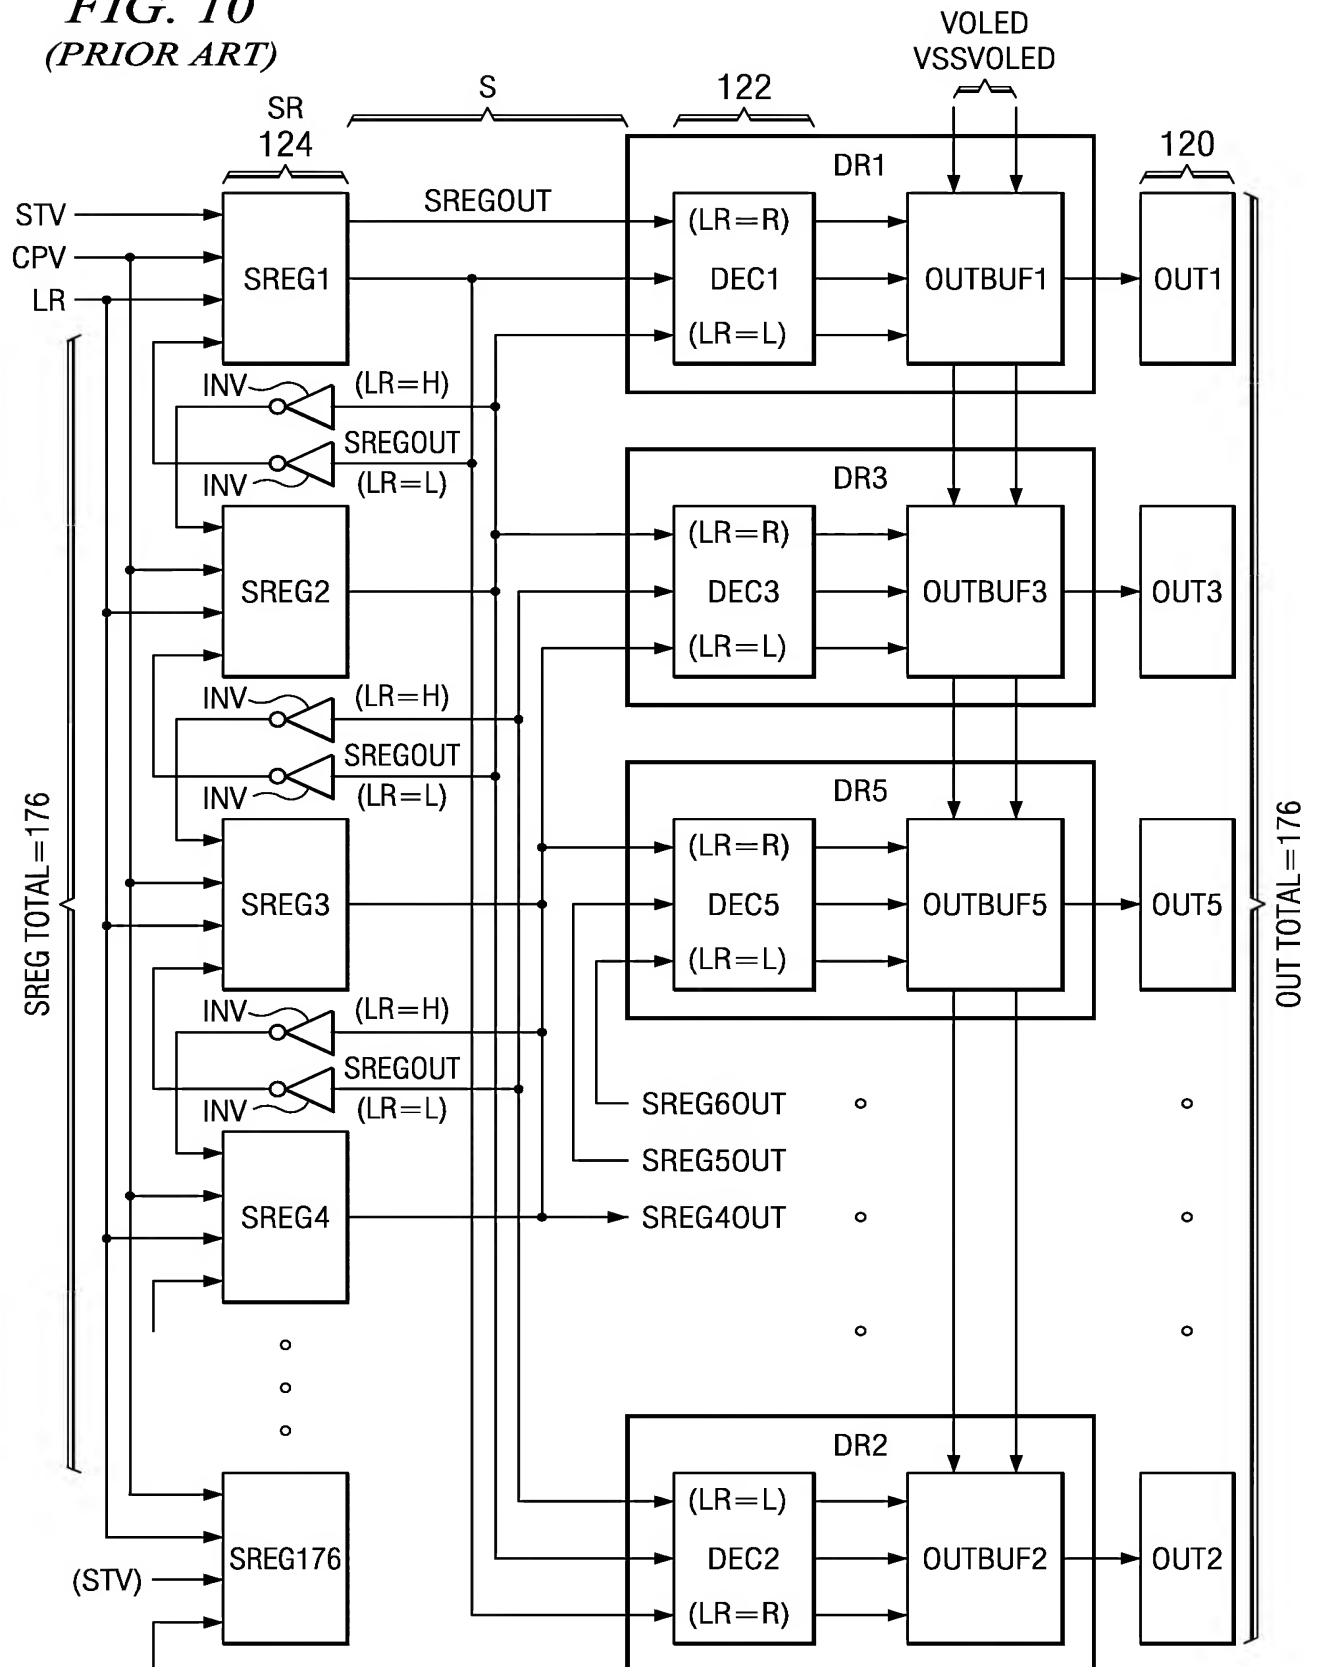 FIG. 10
(PRIOR ART)
VOLED
VSSVOLED
S
122
SR
124
120
DR1
STV
CPV
LR
SREGOUT
SREG1
(LR=R)
DEC1
(LR=L)
OUTBUF1
OUT1
INV
(LR=H)
SREGOUT
INV
(LR=L)
DR3
SREG2
(LR=R)
DEC3
(LR=L)
OUTBUF3
OUT3
INV
(LR=H)
SREGOUT
INV
(LR=L)
DR5
SREG TOTAL=176
SREG3
(LR=R)
DEC5
(LR=L)
OUTBUF5
OUT5
OUT TOTAL=176
INV
(LR=H)
SREGOUT
INV
(LR=L)
SREG6OUT
SREG5OUT
SREG4
SREG4OUT
DR2
SREG176
(STV)
(LR=L)
DEC2
(LR=R)
OUTBUF2
OUT2